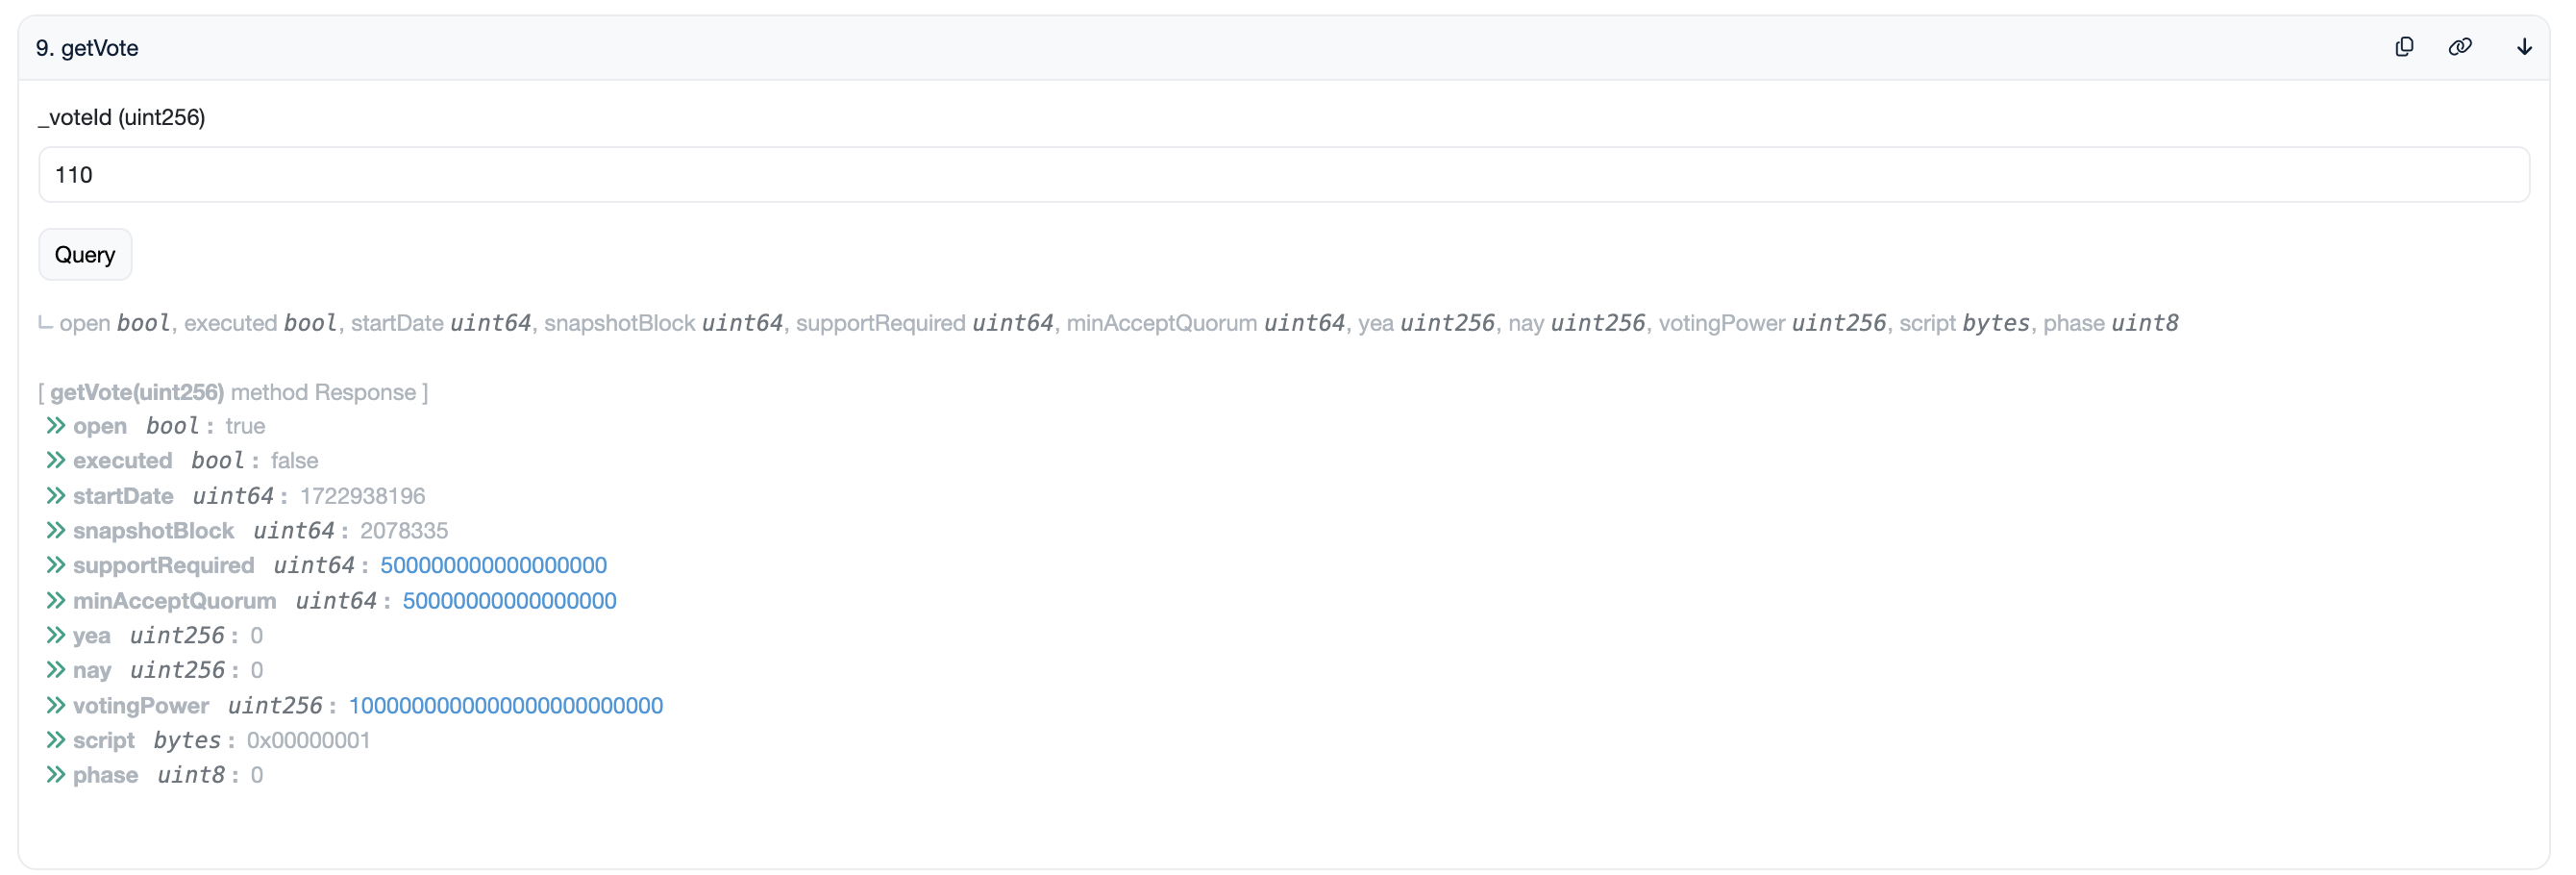 9. getVote
_voteId (uint256)
110
Query
open bool, executed bool, startDate uint64, snapshotBlock uint64, supportRequired uint64, minAcceptQuorum uint64, yea uint256, nay uint256, votingPower uint256, script bytes, phase uint8
[ getVote(uint256) method Response ]
open bool : true
executed bool : false
startDate uint64 : 1722938196
snapshotBlock uint64 : 2078335
supportRequired uint64 : 500000000000000000
minAcceptQuorum uint64 : 50000000000000000
yea uint256 : 0
nay uint256 : 0
votingPower uint256 : 1000000000000000000000000
script bytes : 0x00000001
phase uint8 : 0